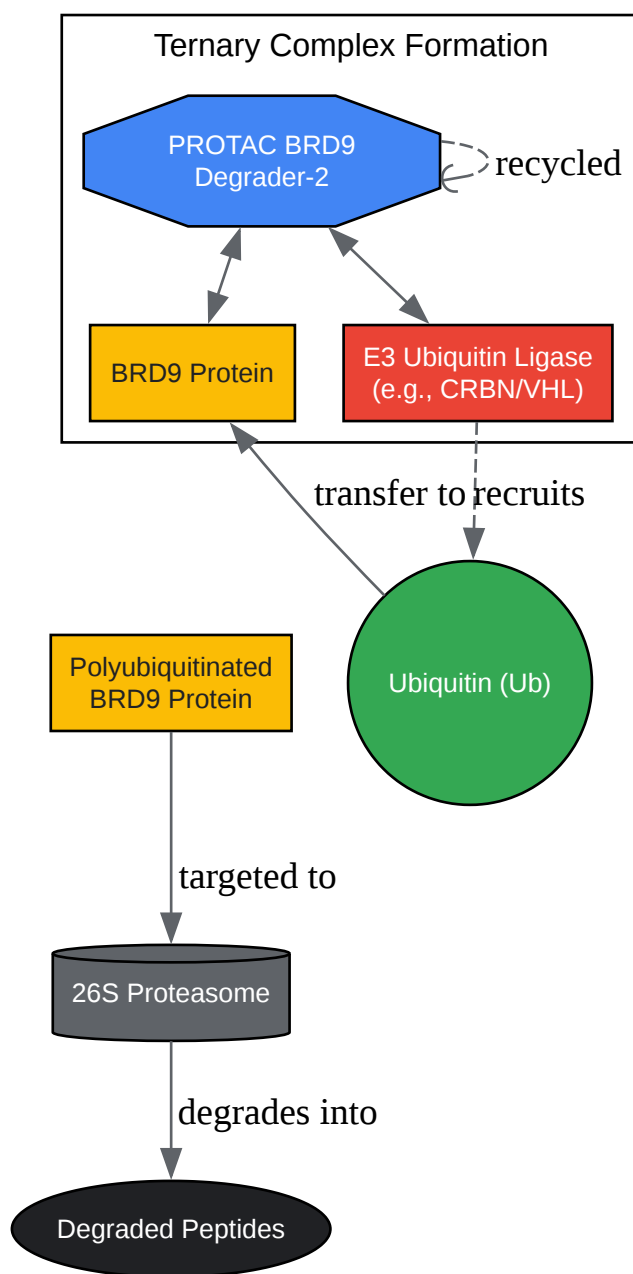 Ternary Complex Formation
PROTAC BRD9
Degrader-2
recycled
BRD9 Protein
E3 Ubiquitin Ligase
(e.g., CRBN/VHL)
transfer to
recruits
Polyubiquitinated
BRD9 Protein
Ubiquitin (Ub)
targeted to
26S Proteasome
degrades into
Degraded Peptides